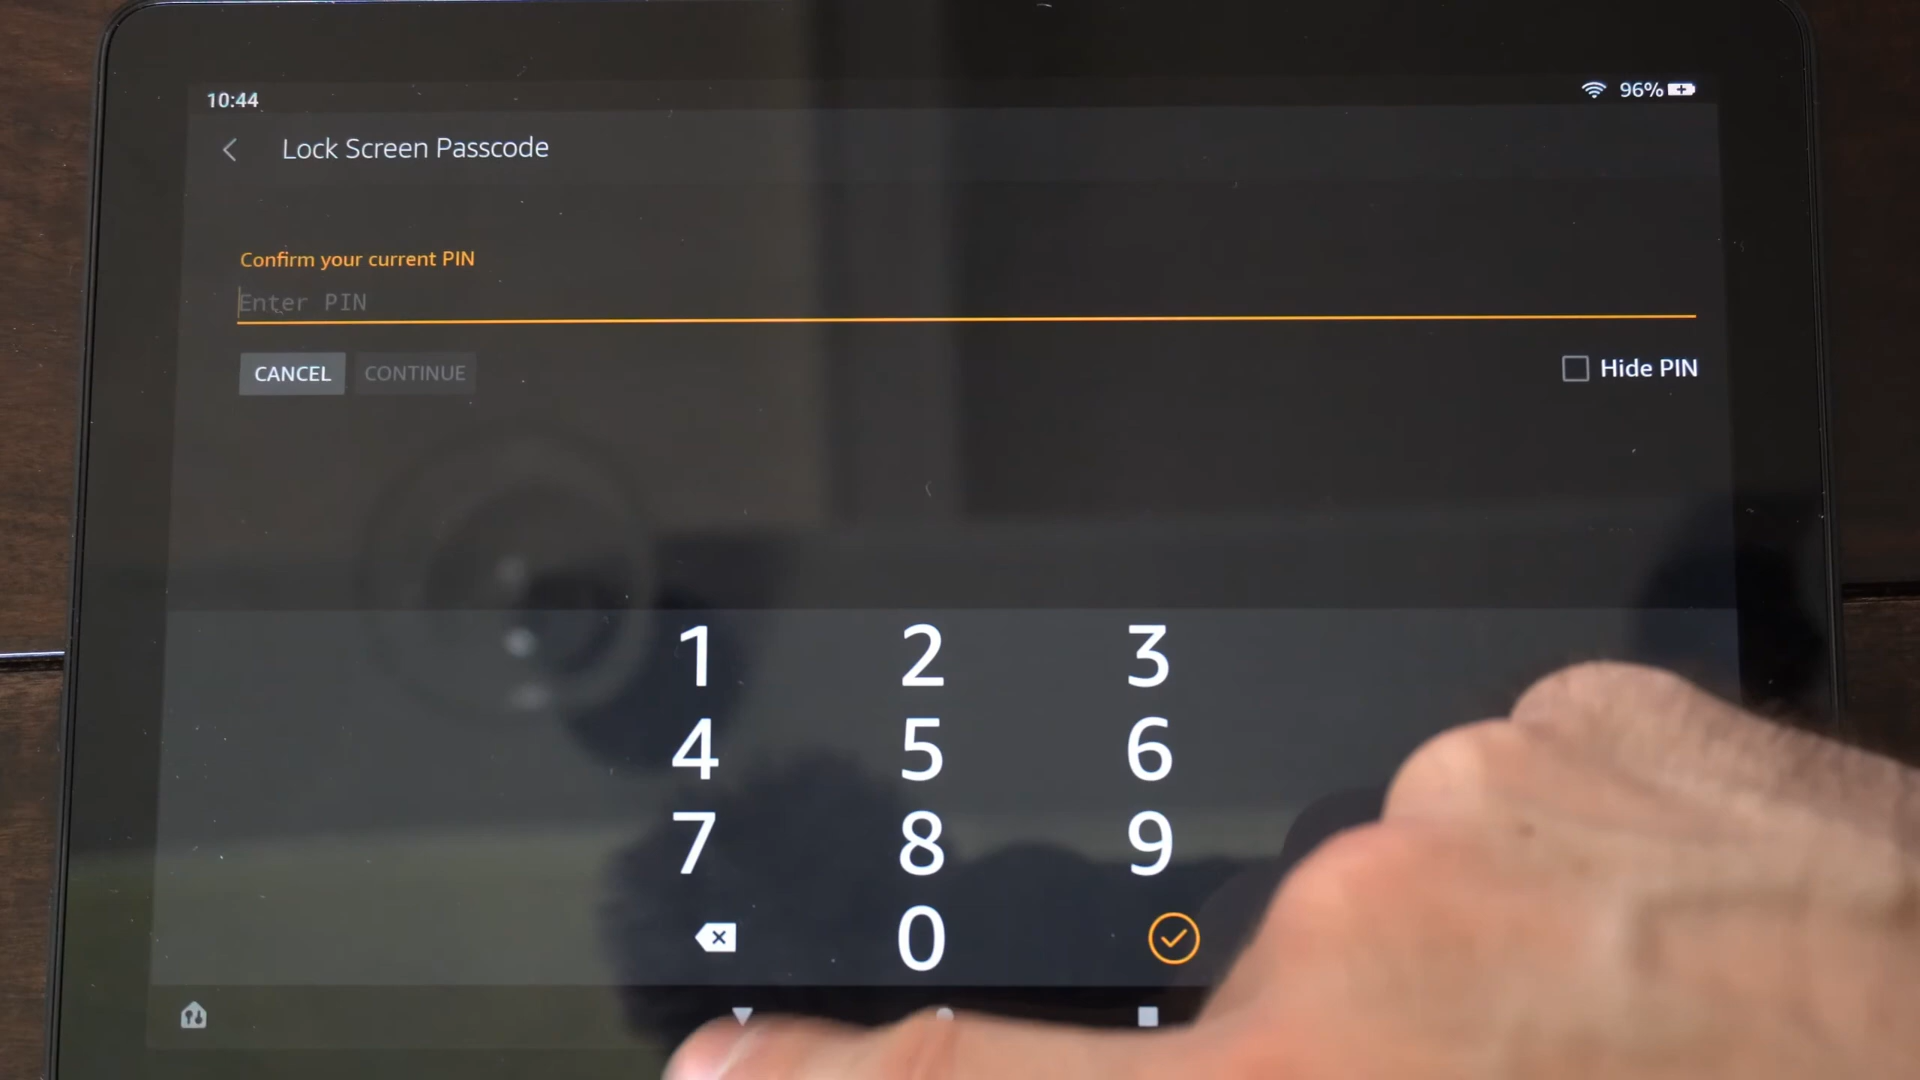 10:44
96%
Lock Screen Passcode
Confirm your current PIN
Enter PIN
CANCEL CONTINUE
Hide PIN
1 2 3
4 5 6
7 8 9
0